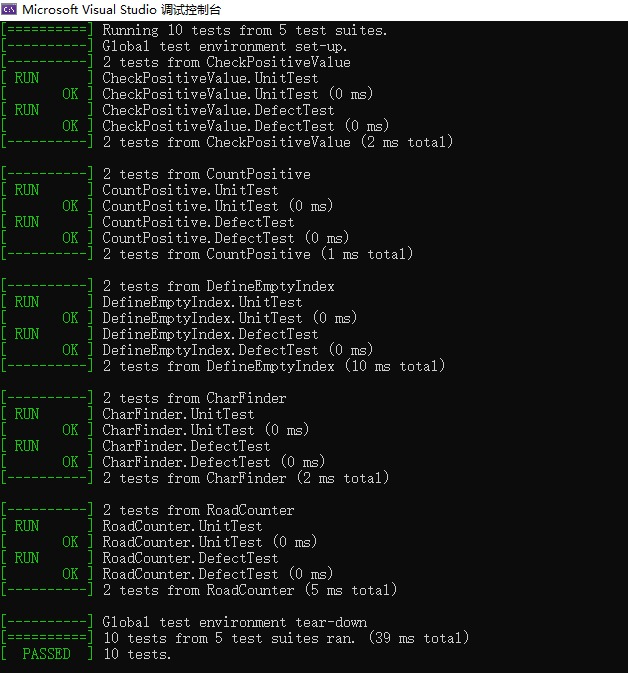 Microsoft Visual Studio 调试控制台
[==========] Running 10 tests from 5 test suites.
[----------] Global test environment set-up.
[----------] 2 tests from CheckPositiveValue
[ RUN      ] CheckPositiveValue.UnitTest
[       OK ] CheckPositiveValue.UnitTest (0 ms)
[ RUN      ] CheckPositiveValue.DefectTest
[       OK ] CheckPositiveValue.DefectTest (0 ms)
[----------] 2 tests from CheckPositiveValue (2 ms total)

[----------] 2 tests from CountPositive
[ RUN      ] CountPositive.UnitTest
[       OK ] CountPositive.UnitTest (0 ms)
[ RUN      ] CountPositive.DefectTest
[       OK ] CountPositive.DefectTest (0 ms)
[----------] 2 tests from CountPositive (1 ms total)

[----------] 2 tests from DefineEmptyIndex
[ RUN      ] DefineEmptyIndex.UnitTest
[       OK ] DefineEmptyIndex.UnitTest (0 ms)
[ RUN      ] DefineEmptyIndex.DefectTest
[       OK ] DefineEmptyIndex.DefectTest (0 ms)
[----------] 2 tests from DefineEmptyIndex (10 ms total)

[----------] 2 tests from CharFinder
[ RUN      ] CharFinder.UnitTest
[       OK ] CharFinder.UnitTest (0 ms)
[ RUN      ] CharFinder.DefectTest
[       OK ] CharFinder.DefectTest (0 ms)
[----------] 2 tests from CharFinder (2 ms total)

[----------] 2 tests from RoadCounter
[ RUN      ] RoadCounter.UnitTest
[       OK ] RoadCounter.UnitTest (0 ms)
[ RUN      ] RoadCounter.DefectTest
[       OK ] RoadCounter.DefectTest (0 ms)
[----------] 2 tests from RoadCounter (5 ms total)

[----------] Global test environment tear-down
[==========] 10 tests from 5 test suites ran. (39 ms total)
[  PASSED  ] 10 tests.